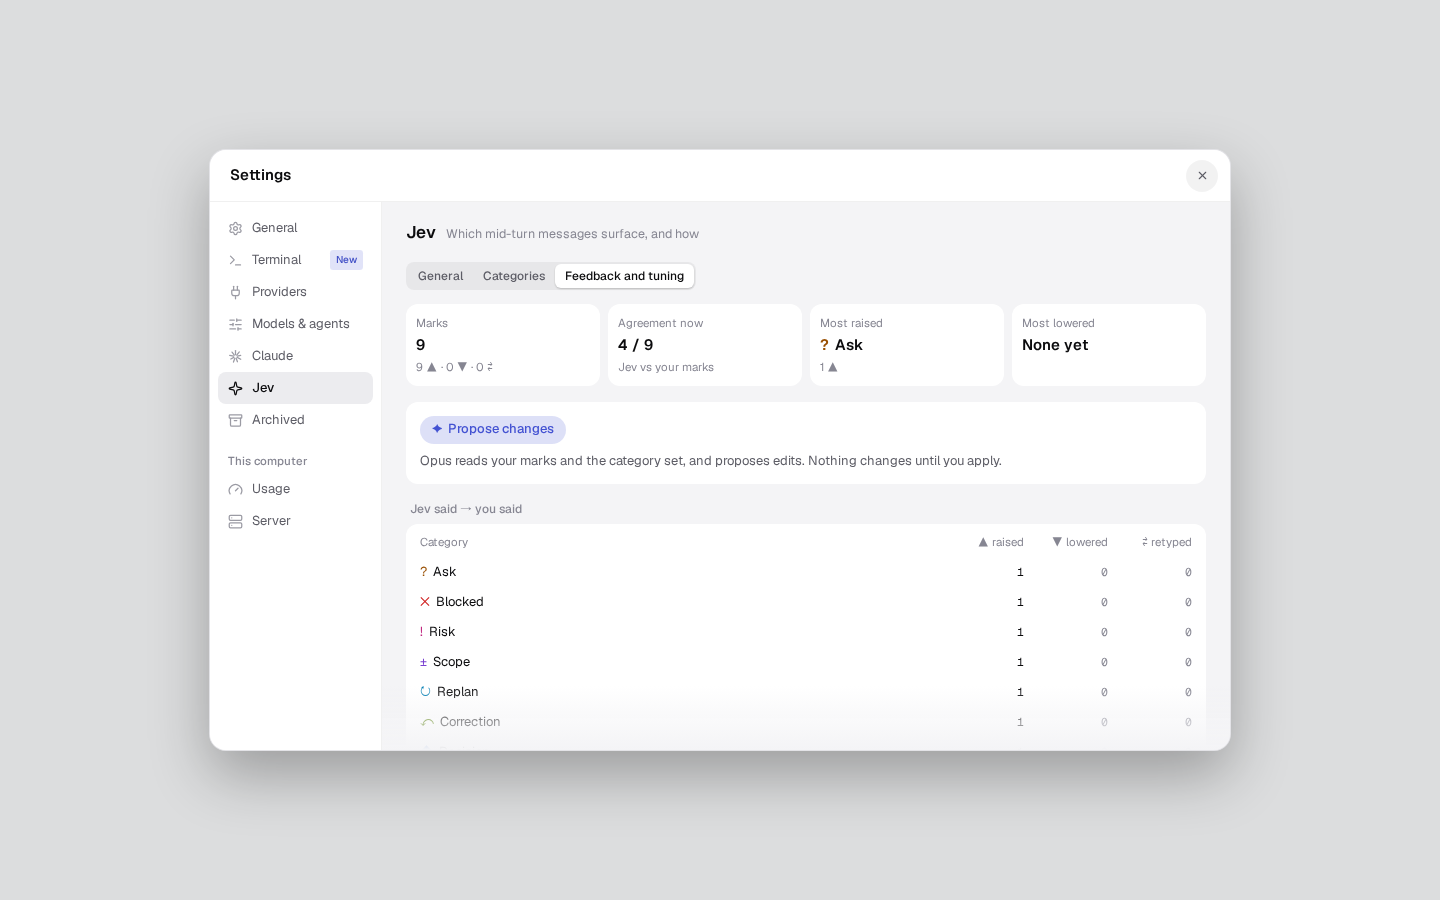 Settings
General
Terminal New
Providers
Models & agents
Claude
Jev
Archived
This computer
Usage
Server
Jev Which mid-turn messages surface, and how
General Categories Feedback and tuning
Marks
9
9 ▲ · 0 ▼ · 0 ⇄
Agreement now
4 / 9
Jev vs your marks
Most raised
? Ask
1 ▲
Most lowered
None yet
✦ Propose changes
Opus reads your marks and the category set, and proposes edits. Nothing changes until you apply.
Jev said → you said
Category ▲ raised ▼ lowered ⇄ retyped
? Ask 1 0 0
✕ Blocked 1 0 0
! Risk 1 0 0
± Scope 1 0 0
↻ Replan 1 0 0
↶ Correction 1 0 0